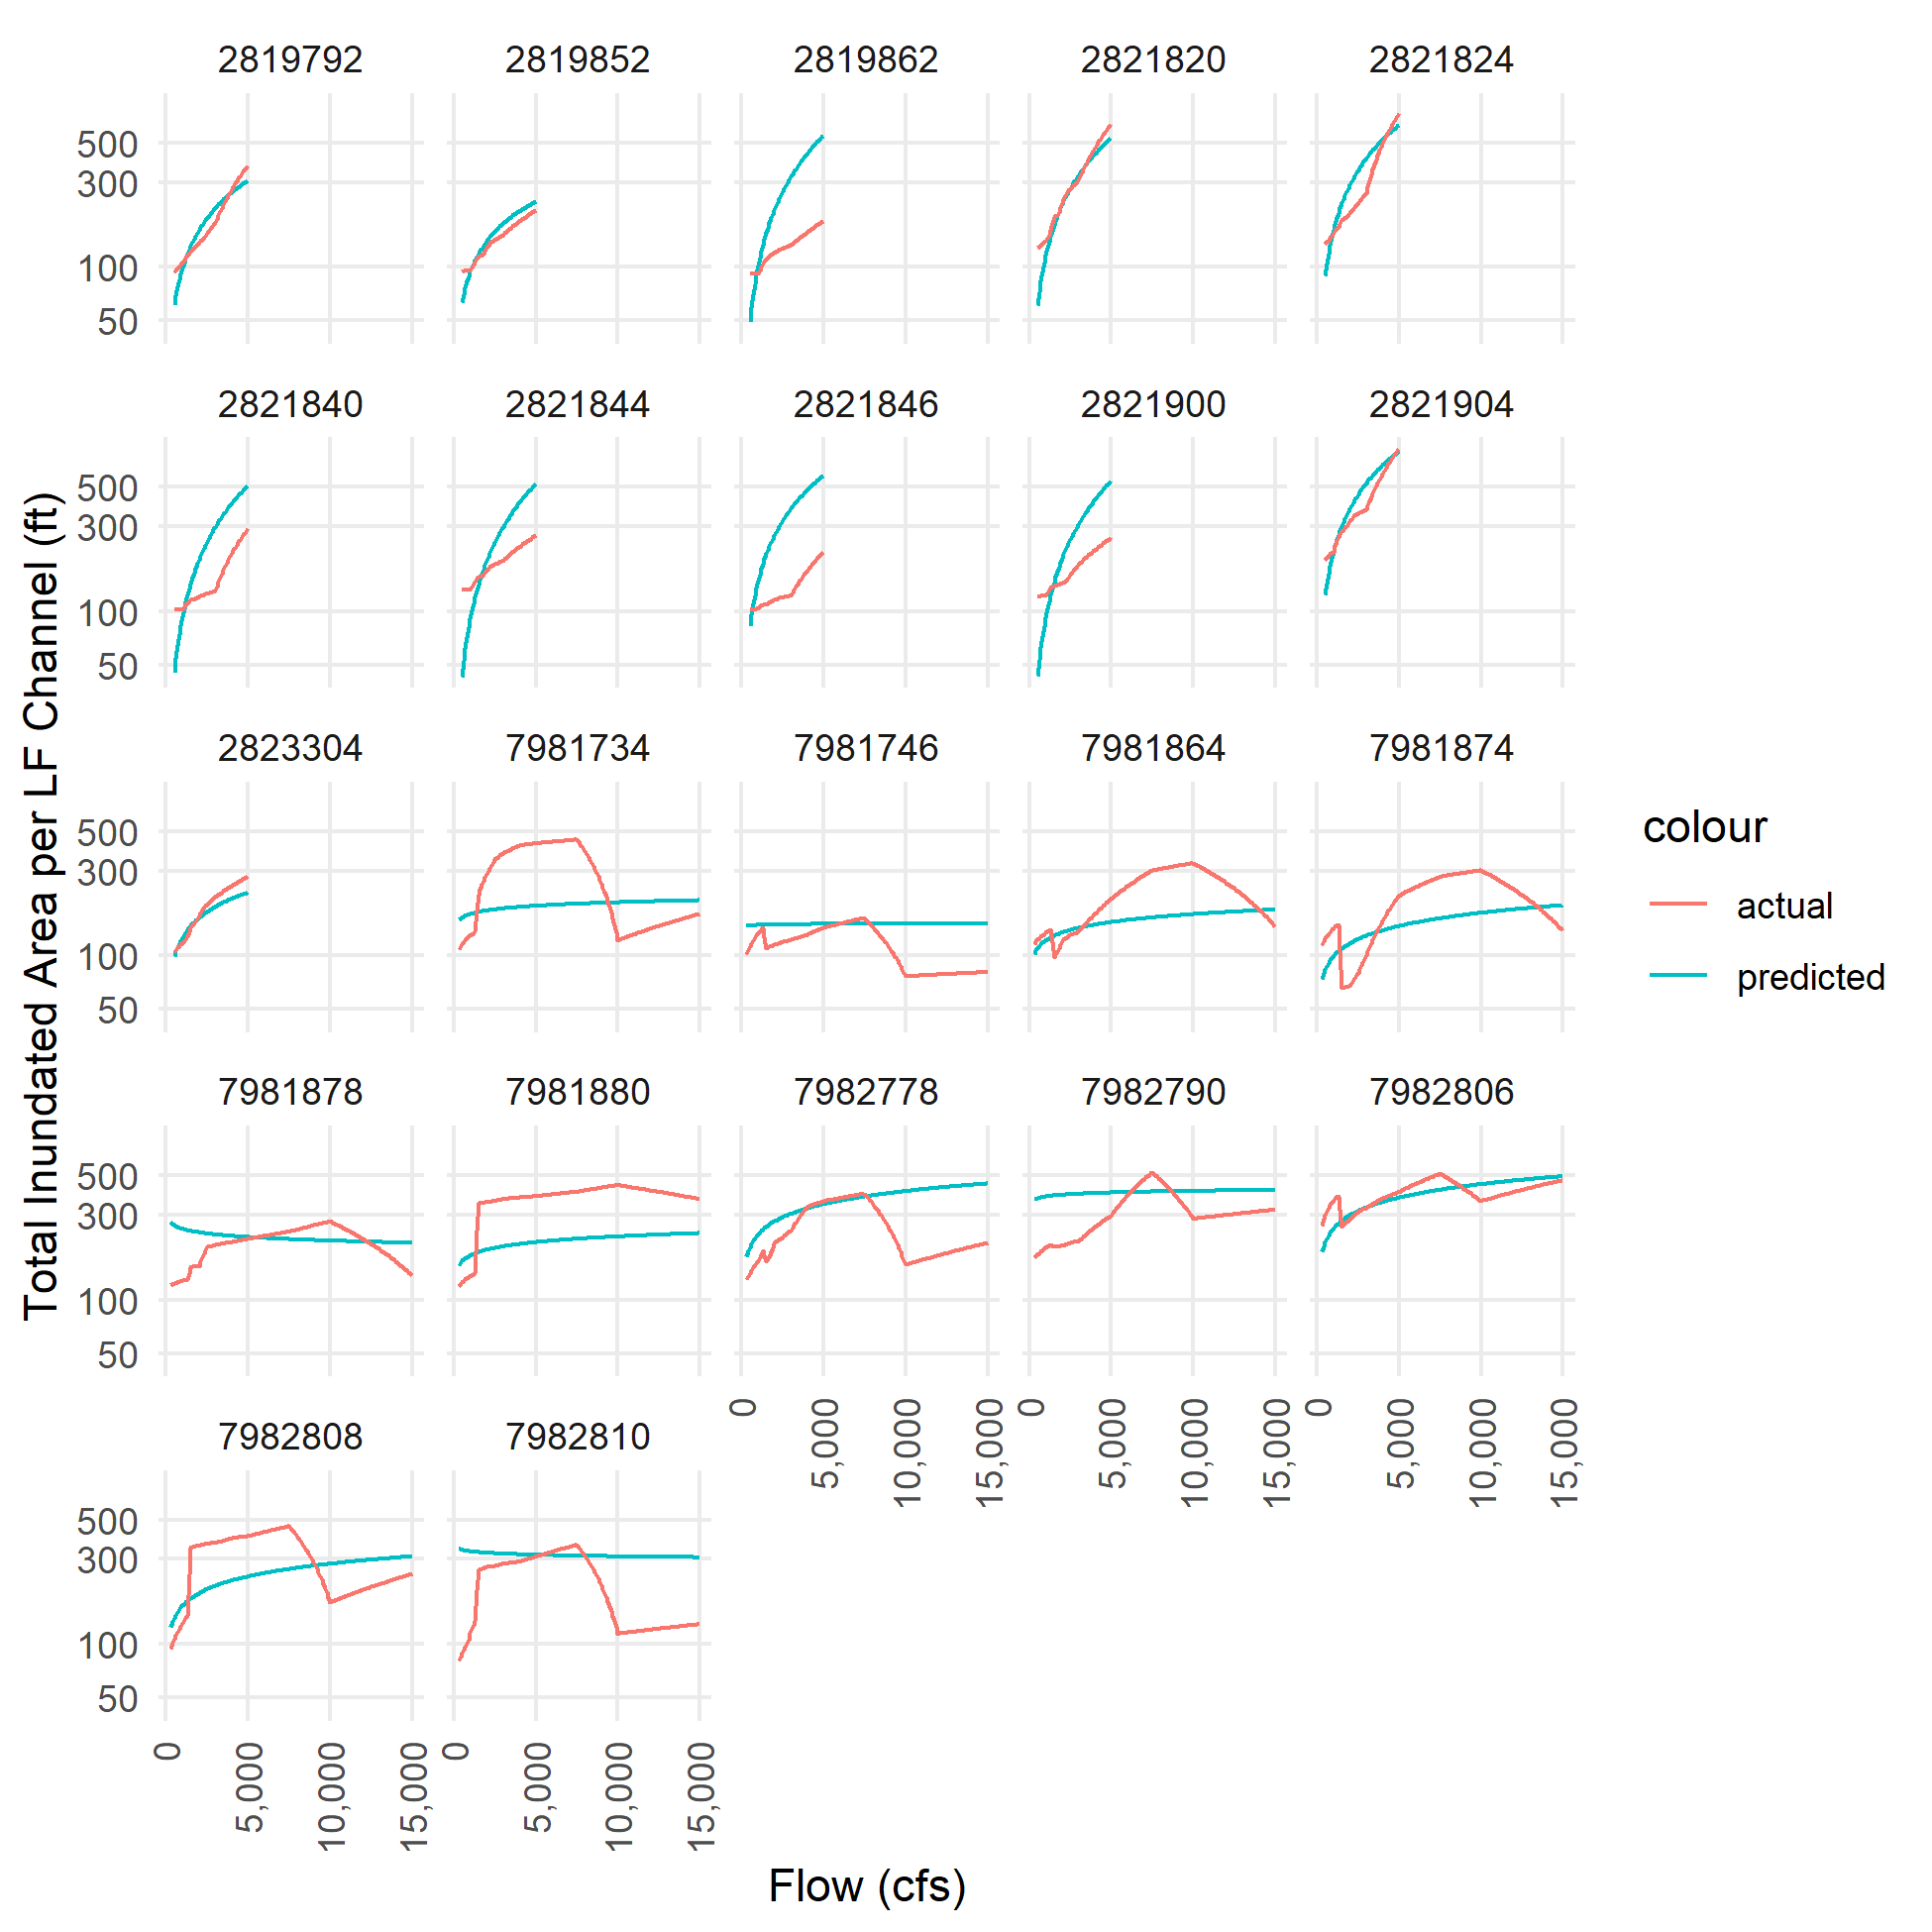 2819792 2819852 2819862 2821820 2821824
500
300
100
50
2821840 2821844 2821846 2821900 2821904
500
300
100
50
2823304 7981734 7981746 7981864 7981874
500
300
100
50
7981878 7981880 7982778 7982790 7982806
500
300
100
50
0 5,000 10,000 15,000 0 5,000 10,000 15,000 0 5,000 10,000 15,000
7982808 7982810
500
300
100
50
0 5,000 10,000 15,000 0 5,000 10,000 15,000
Flow (cfs)
Total Inundated Area per LF Channel (ft)
colour
actual
predicted